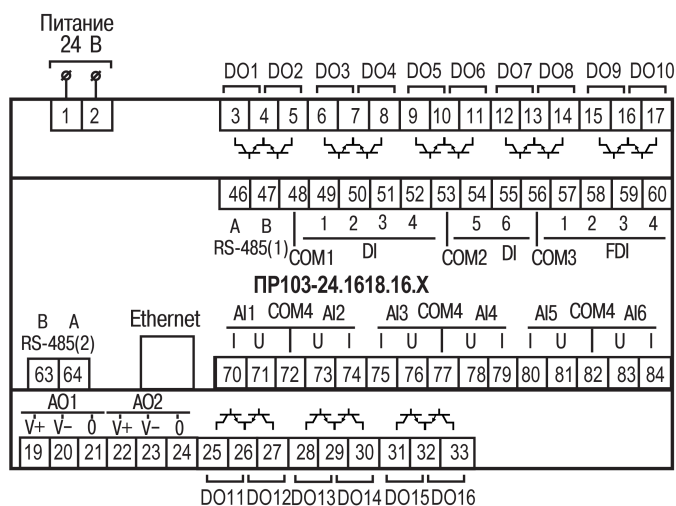 Питание
24 В
DO1 DO2 DO3 DO4 DO5 DO6 DO7 DO8 DO9 DO10
1 2 3 4 5 6 7 8 9 10 11 12 13 14 15 16 17
46 47 48 49 50 51 52 53 54 55 56 57 58 59 60
A B 1 2 3 4 5 6 1 2 3 4
RS-485(1) COM1 DI COM2 DI COM3 FDI
ПР103-24.1618.16.X
B A Ethernet AI1 COM4 AI2 AI3 COM4 AI4 AI5 COM4 AI6
RS-485(2) I U U I I U U I I U U I
63 64 70 71 72 73 74 75 76 77 78 79 80 81 82 83 84
AO1 AO2
V+ V− 0 V+ V− 0
19 20 21 22 23 24 25 26 27 28 29 30 31 32 33
DO11 DO12 DO13 DO14 DO15 DO16